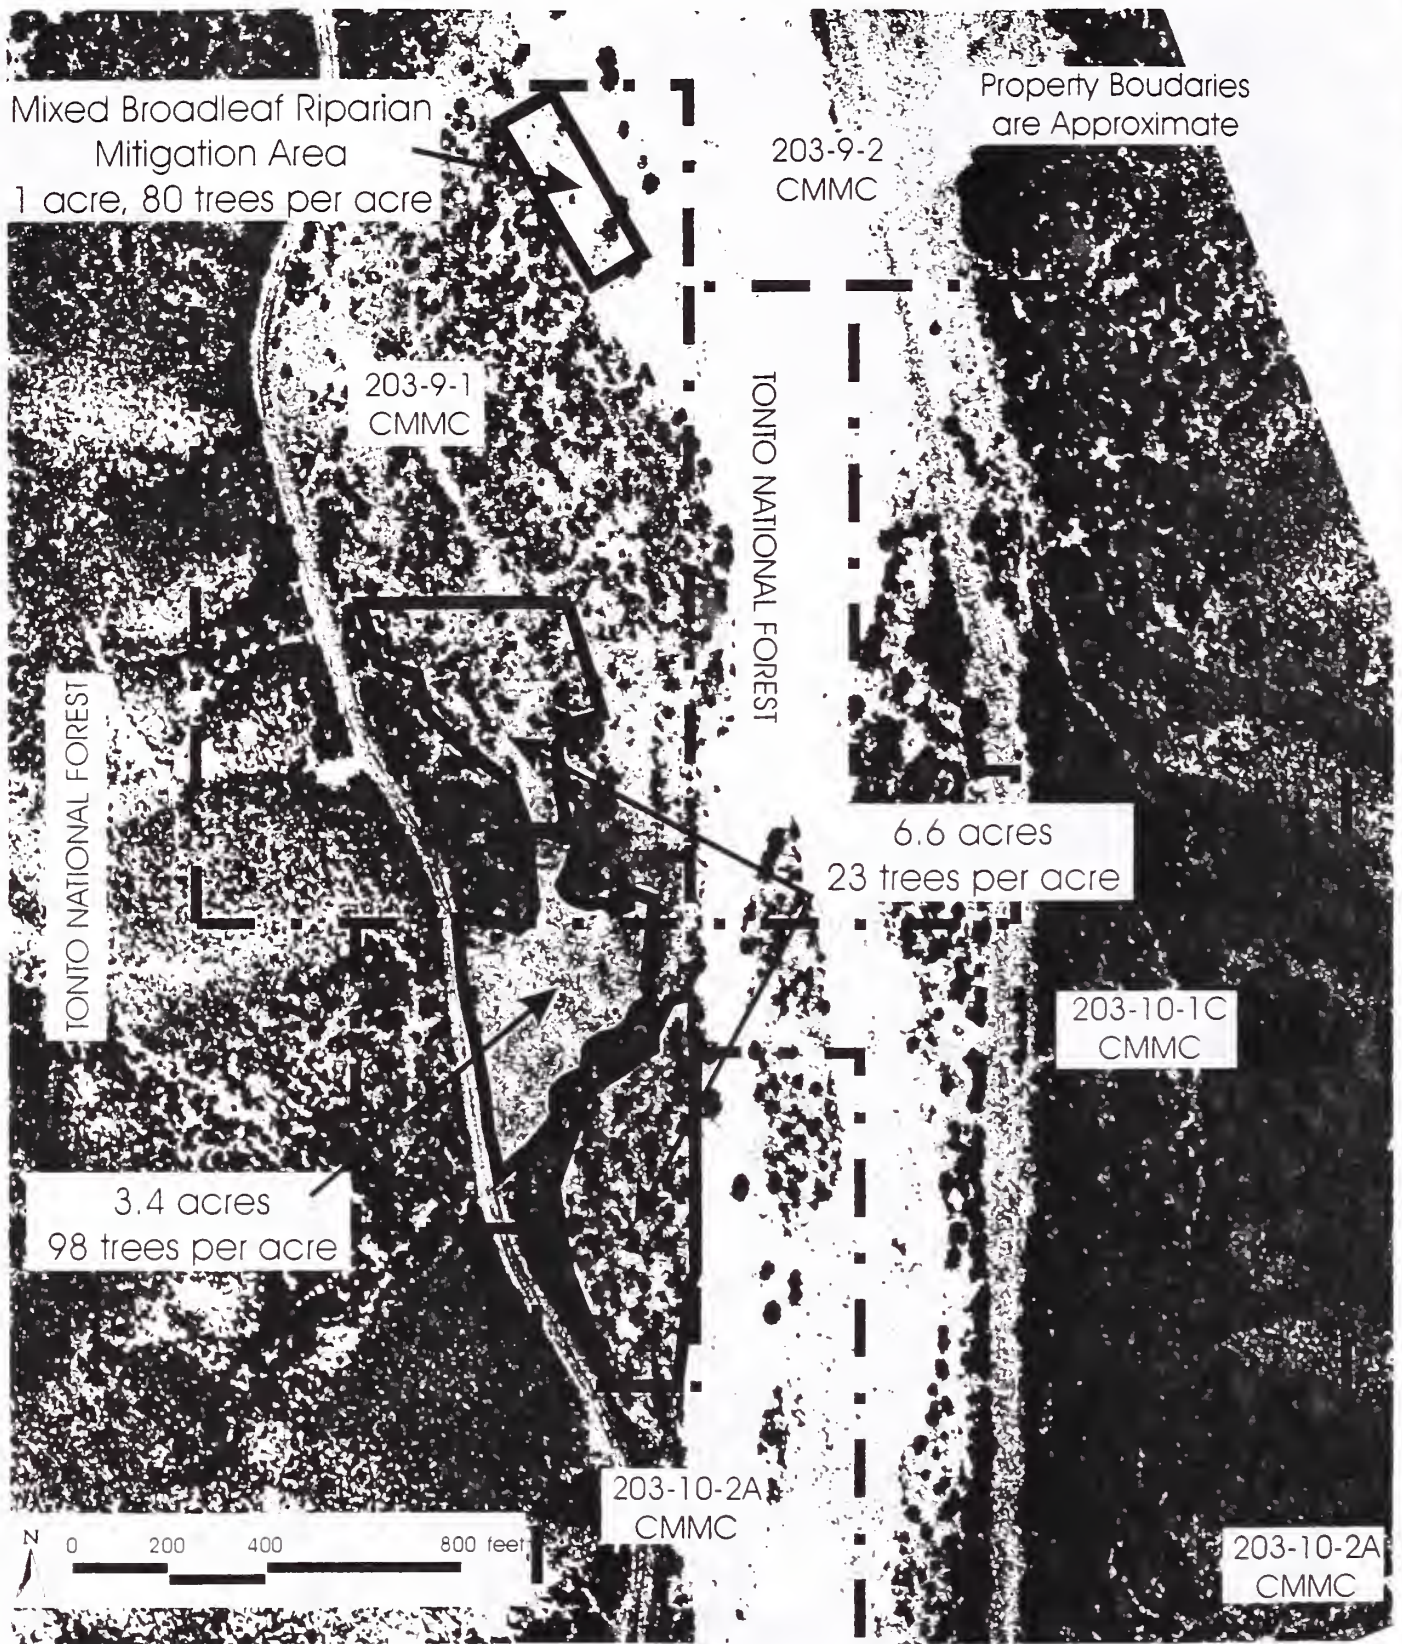 Mixed Broadleaf Riparian
Mitigation Area
1 acre, 80 trees per acre
Property Boudaries
are Approximate
203-9-2
CMMC
203-9-1
CMMC
TONTO NATIONAL FOREST
TONTO NATIONAL FOREST
6.6 acres
23 trees per acre
203-10-1C
CMMC
3.4 acres
98 trees per acre
203-10-2A
CMMC
203-10-2A
CMMC
N
0 200 400 800 feet